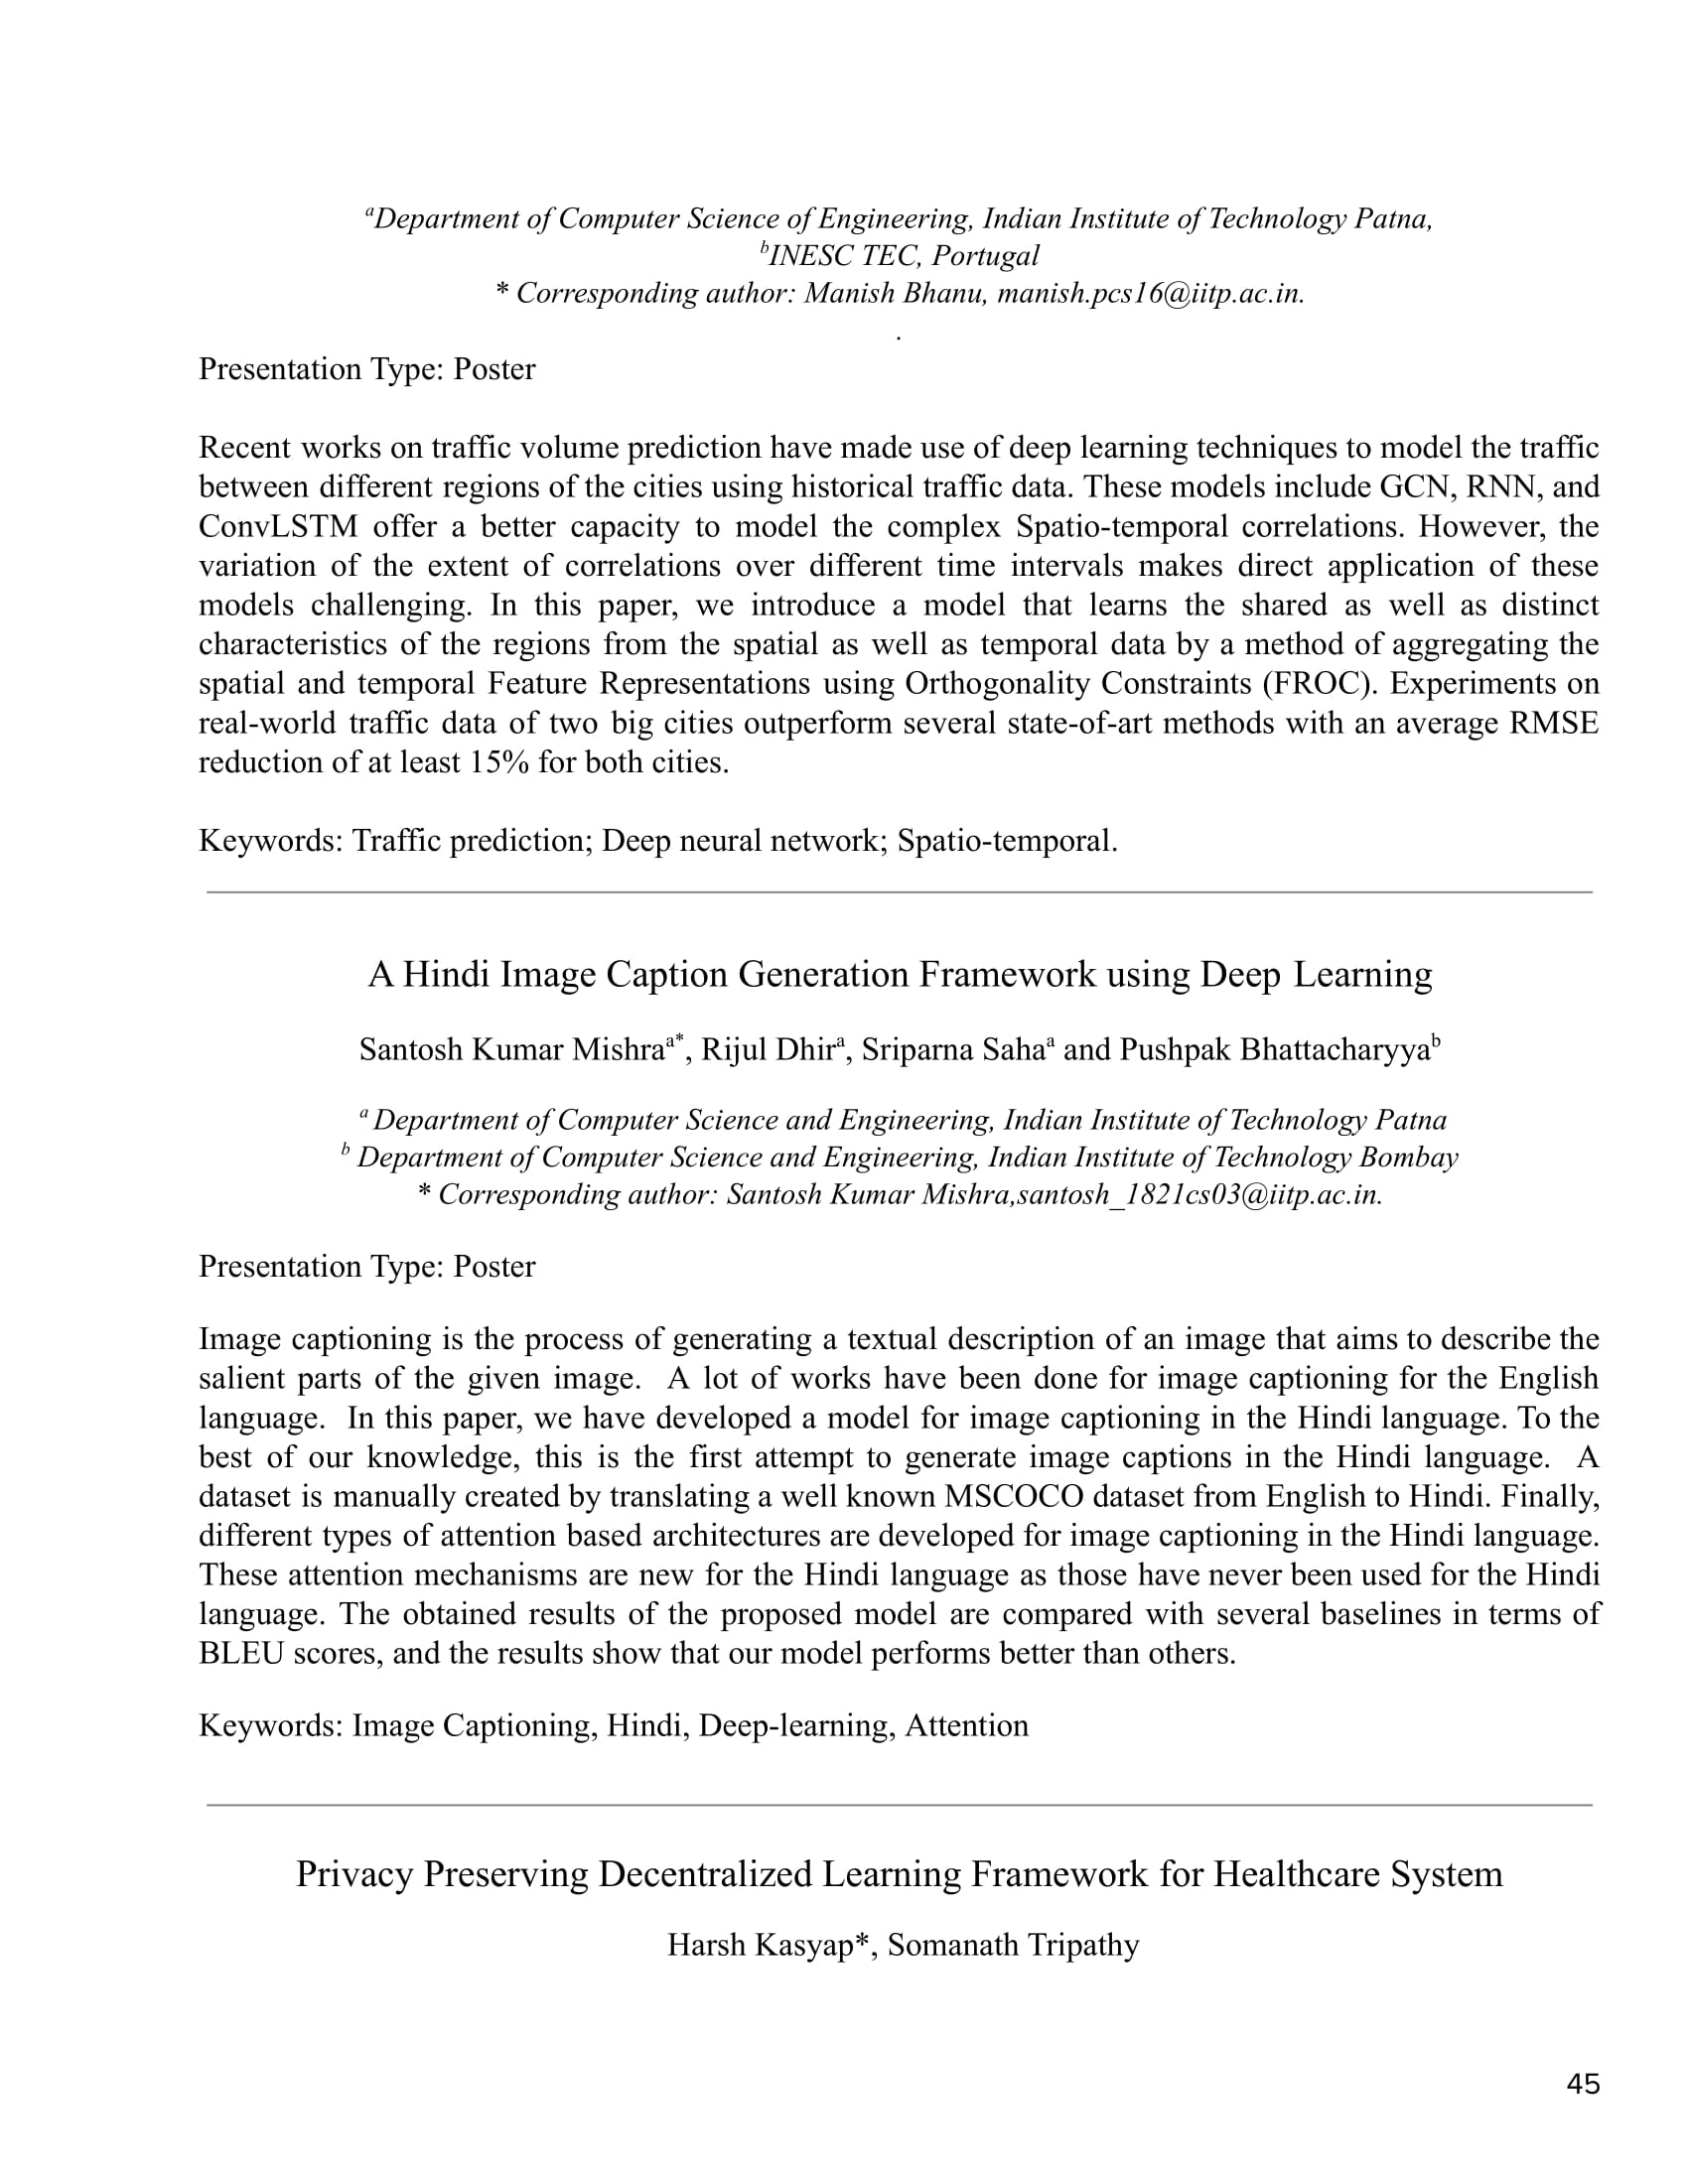 aDepartment of Computer Science of Engineering, Indian Institute of Technology Patna,
bINESC TEC, Portugal
* Corresponding author: Manish Bhanu, manish.pcs16@iitp.ac.in.
.
Presentation Type: Poster
Recent works on traffic volume prediction have made use of deep learning techniques to model the traffic
between different regions of the cities using historical traffic data. These models include GCN, RNN, and
ConvLSTM offer a better capacity to model the complex Spatio-temporal correlations. However, the
variation of the extent of correlations over different time intervals makes direct application of these
models challenging. In this paper, we introduce a model that learns the shared as well as distinct
characteristics of the regions from the spatial as well as temporal data by a method of aggregating the
spatial and temporal Feature Representations using Orthogonality Constraints (FROC). Experiments on
real-world traffic data of two big cities outperform several state-of-art methods with an average RMSE
reduction of at least 15% for both cities.
Keywords: Traffic prediction; Deep neural network; Spatio-temporal.
A Hindi Image Caption Generation Framework using Deep Learning
Santosh Kumar Mishraa*, Rijul Dhira, Sriparna Sahaa and Pushpak Bhattacharyyab
a Department of Computer Science and Engineering, Indian Institute of Technology Patna
b Department of Computer Science and Engineering, Indian Institute of Technology Bombay
* Corresponding author: Santosh Kumar Mishra,santosh_1821cs03@iitp.ac.in.
Presentation Type: Poster
Image captioning is the process of generating a textual description of an image that aims to describe the
salient parts of the given image.  A lot of works have been done for image captioning for the English
language.  In this paper, we have developed a model for image captioning in the Hindi language. To the
best of our knowledge, this is the first attempt to generate image captions in the Hindi language.  A
dataset is manually created by translating a well known MSCOCO dataset from English to Hindi. Finally,
different types of attention based architectures are developed for image captioning in the Hindi language.
These attention mechanisms are new for the Hindi language as those have never been used for the Hindi
language. The obtained results of the proposed model are compared with several baselines in terms of
BLEU scores, and the results show that our model performs better than others.
Keywords: Image Captioning, Hindi, Deep-learning, Attention
Privacy Preserving Decentralized Learning Framework for Healthcare System
Harsh Kasyap*, Somanath Tripathy
45